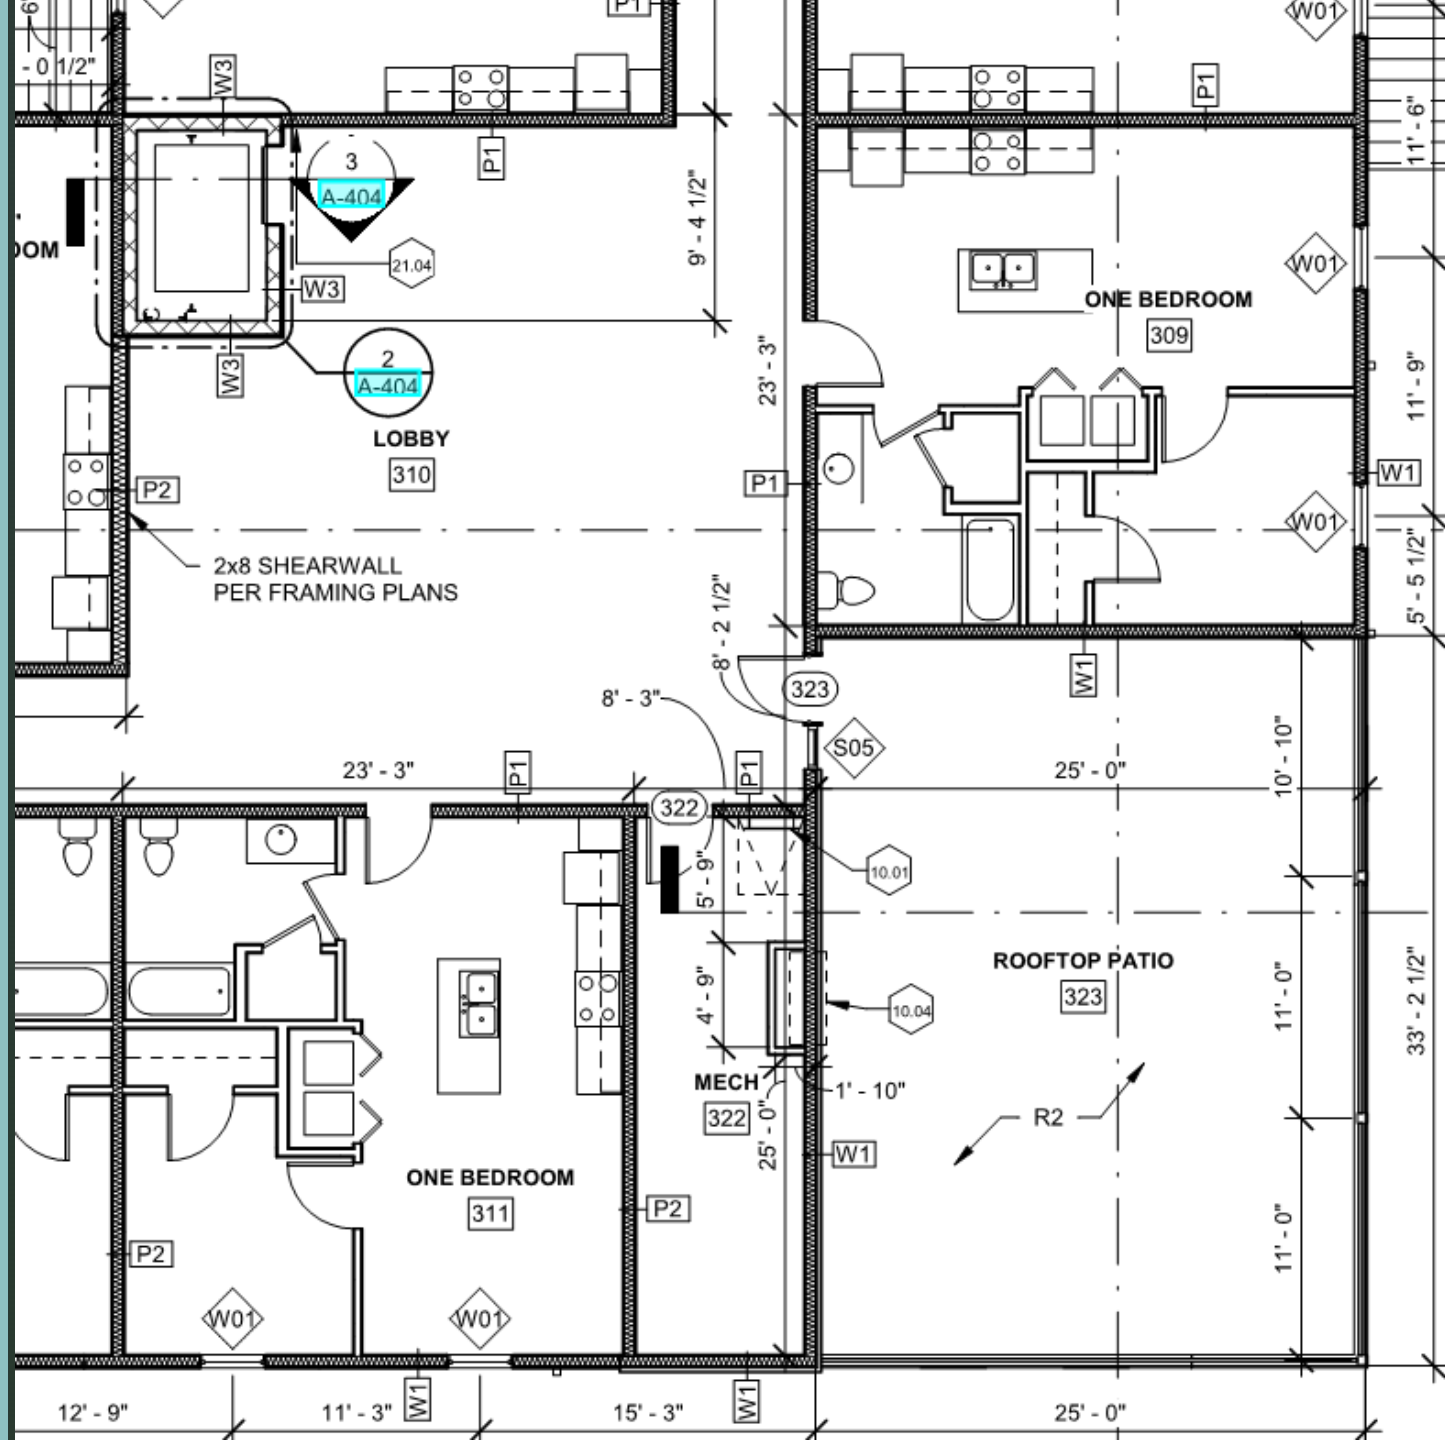 P1
W01
- 0 1/2"
W3
P1
11' - 6"
3
A-404
P1
9' - 4 1/2"
OOM
21.04
W3
W01
ONE BEDROOM
309
2
A-404
W3
23' - 3"
11' - 9"
LOBBY
310
P2
P1
W1
W01
2x8 SHEARWALL
PER FRAMING PLANS
8' - 2 1/2"
5' - 5 1/2"
W1
323
8' - 3"
S05
10' - 10"
23' - 3"
P1
P1
25' - 0"
322
5' - 9"
10.01
ROOFTOP PATIO
323
4' - 9"
10.04
11' - 0"
33' - 2 1/2"
MECH
322
1' - 10"
R2
25' - 0"
W1
ONE BEDROOM
311
P2
P2
11' - 0"
W01
W01
W1
W1
12' - 9"
11' - 3"
15' - 3"
25' - 0"